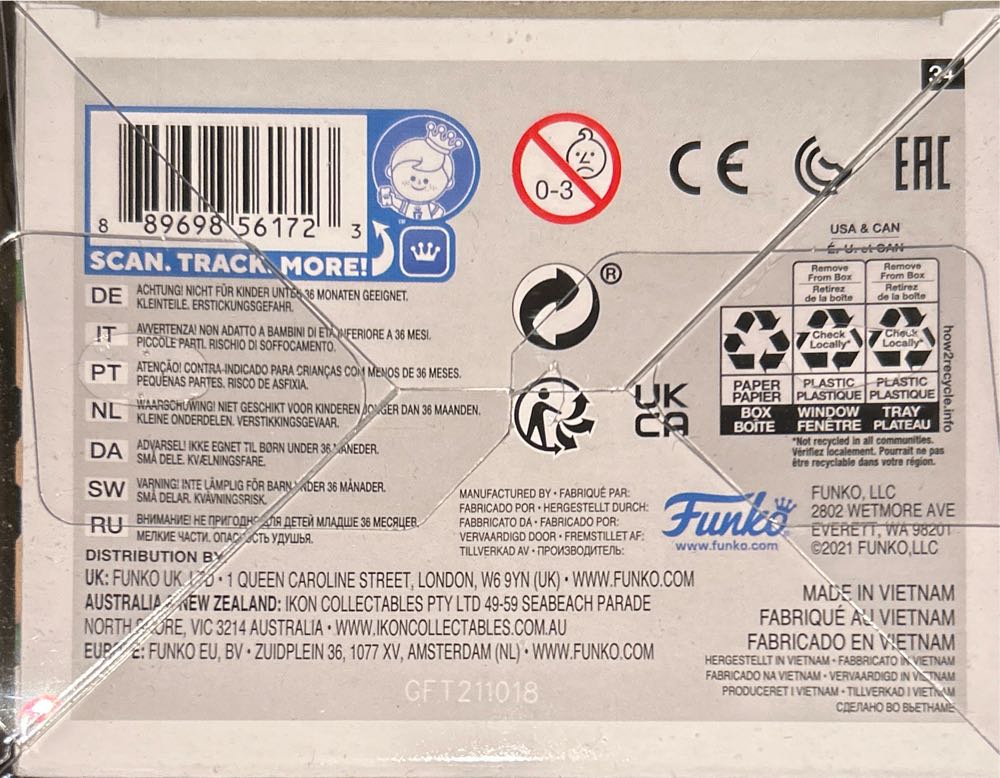 3+
8 89698 56172 3
SCAN. TRACK. MORE!
0-3
CE
EAC
USA & CAN
É.-U. et CAN
Remove From Box
Retirez de la boîte
Remove From Box
Retirez de la boîte
Check Locally*
Check Locally*
PAPER PAPIER
PLASTIC PLASTIQUE
PLASTIC PLASTIQUE
BOX BOÎTE
WINDOW FENÊTRE
TRAY PLATEAU
how2recycle.info
*Not recycled in all communities.
Vérifiez localement. Pourrait ne pas
être recyclable dans votre région.
®
UK
CA
DE ACHTUNG! NICHT FÜR KINDER UNTER 36 MONATEN GEEIGNET.
KLEINTEILE. ERSTICKUNGSGEFAHR.
IT AVVERTENZA! NON ADATTO A BAMBINI DI ETÀ INFERIORE A 36 MESI.
PICCOLE PARTI. RISCHIO DI SOFFOCAMENTO.
PT ATENÇÃO! CONTRA-INDICADO PARA CRIANÇAS COM MENOS DE 36 MESES.
PEQUENAS PARTES. RISCO DE ASFIXIA.
NL WAARSCHUWING! NIET GESCHIKT VOOR KINDEREN JONGER DAN 36 MAANDEN.
KLEINE ONDERDELEN. VERSTIKKINGSGEVAAR.
DA ADVARSEL! IKKE EGNET TIL BØRN UNDER 36 MÅNEDER.
SMÅ DELE. KVÆLNINGSFARE.
SW VARNING! INTE LÄMPLIG FÖR BARN UNDER 36 MÅNADER.
SMÅ DELAR. KVÄVNINGSRISK.
RU ВНИМАНИЕ! НЕ ПРИГОДНО ДЛЯ ДЕТЕЙ МЛАДШЕ 36 МЕСЯЦЕВ.
МЕЛКИЕ ЧАСТИ. ОПАСНОСТЬ УДУШЬЯ.
MANUFACTURED BY • FABRIQUÉ PAR:
FABRICADO POR • HERGESTELLT DURCH:
FABBRICATO DA • FABRICADO POR:
VERVAARDIGD DOOR • FREMSTILLET AF:
TILLVERKAD AV • ПРОИЗВОДИТЕЛЬ:
Funko
www.funko.com
FUNKO, LLC
2802 WETMORE AVE
EVERETT, WA 98201
©2021 FUNKO,LLC
DISTRIBUTION BY
UK: FUNKO UK, LTD • 1 QUEEN CAROLINE STREET, LONDON, W6 9YN (UK) • WWW.FUNKO.COM
AUSTRALIA & NEW ZEALAND: IKON COLLECTABLES PTY LTD 49-59 SEABEACH PARADE
NORTH SHORE, VIC 3214 AUSTRALIA • WWW.IKONCOLLECTABLES.COM.AU
EUROPE: FUNKO EU, BV • ZUIDPLEIN 36, 1077 XV, AMSTERDAM (NL) • WWW.FUNKO.COM
MADE IN VIETNAM
FABRIQUÉ AU VIETNAM
FABRICADO EN VIETNAM
HERGESTELLT IN VIETNAM • FABBRICATO IN VIETNAM
FABRICADO NA VIETNAM • VERVAARDIGD IN VIETNAM
PRODUCERET I VIETNAM • TILLVERKAD I VIETNAM
СДЕЛАНО ВО ВЬЕТНАМЕ
GFT211018